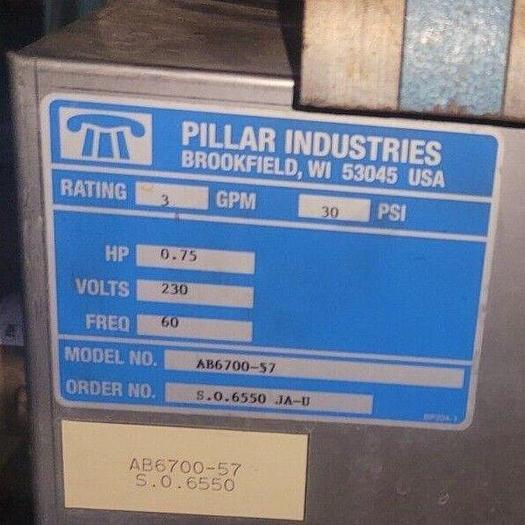 PILLAR INDUSTRIES
BROOKFIELD, WI 53045 USA
RATING 3 GPM 30 PSI
HP 0.75
VOLTS 230
FREQ 60
MODEL NO. AB6700-57
ORDER NO. S.O.6550 JA-U
AB6700-57
S.O.6550